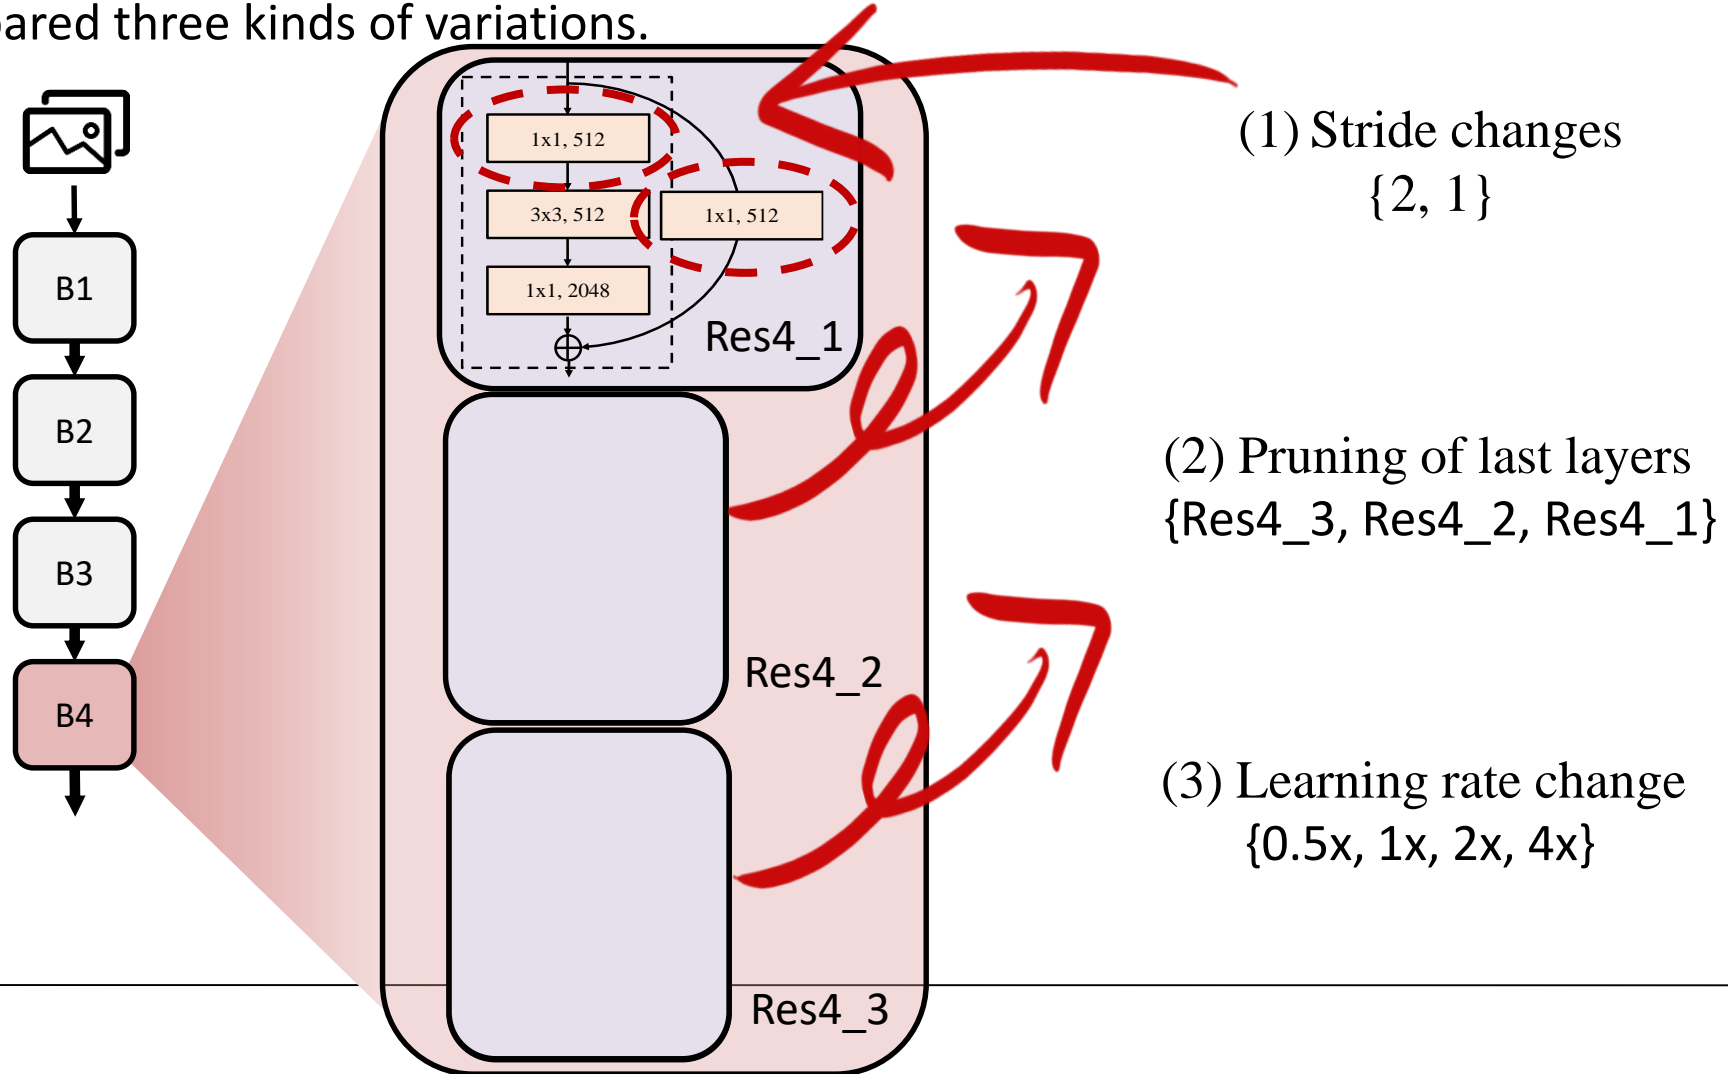 three kinds of variations.
1x1, 512
3x3, 512
1x1, 512
1x1, 2048
Res4_1
B1
B2
B3
B4
Res4_2
Res4_3
(1) Stride changes
{2, 1}
(2) Pruning of last layers
{Res4_3, Res4_2, Res4_1}
(3) Learning rate change
{0.5x, 1x, 2x, 4x}